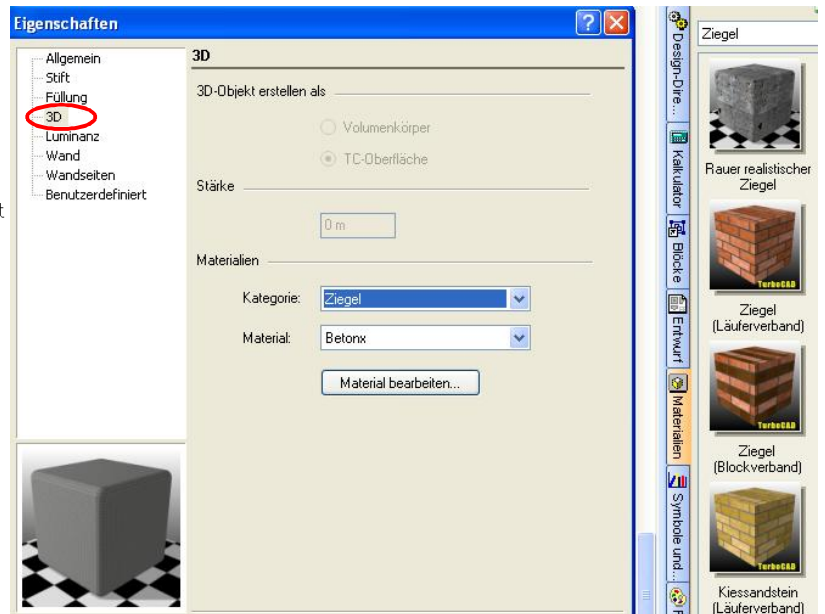 Eigenschaften
Allgemein
Stift
Füllung
3D
Luminanz
Wand
Wandseiten
Benutzerdefiniert
t
3D
3D-Objekt erstellen als
Volumenkörper
TC-Oberfläche
Stärke
0 m
Materialien
Kategorie: Ziegel
Material: Betonx
Material bearbeiten...
Design-Dire...
Kalkulator
Blöcke
Entwurf
Materialien
Symbole und...
Ziegel
Rauer realistischer
Ziegel
TurboCAD
Ziegel
(Läuferverband)
TurboCAD
Ziegel
(Blockverband)
TurboCAD
Kiessandstein
(Läuferverband)